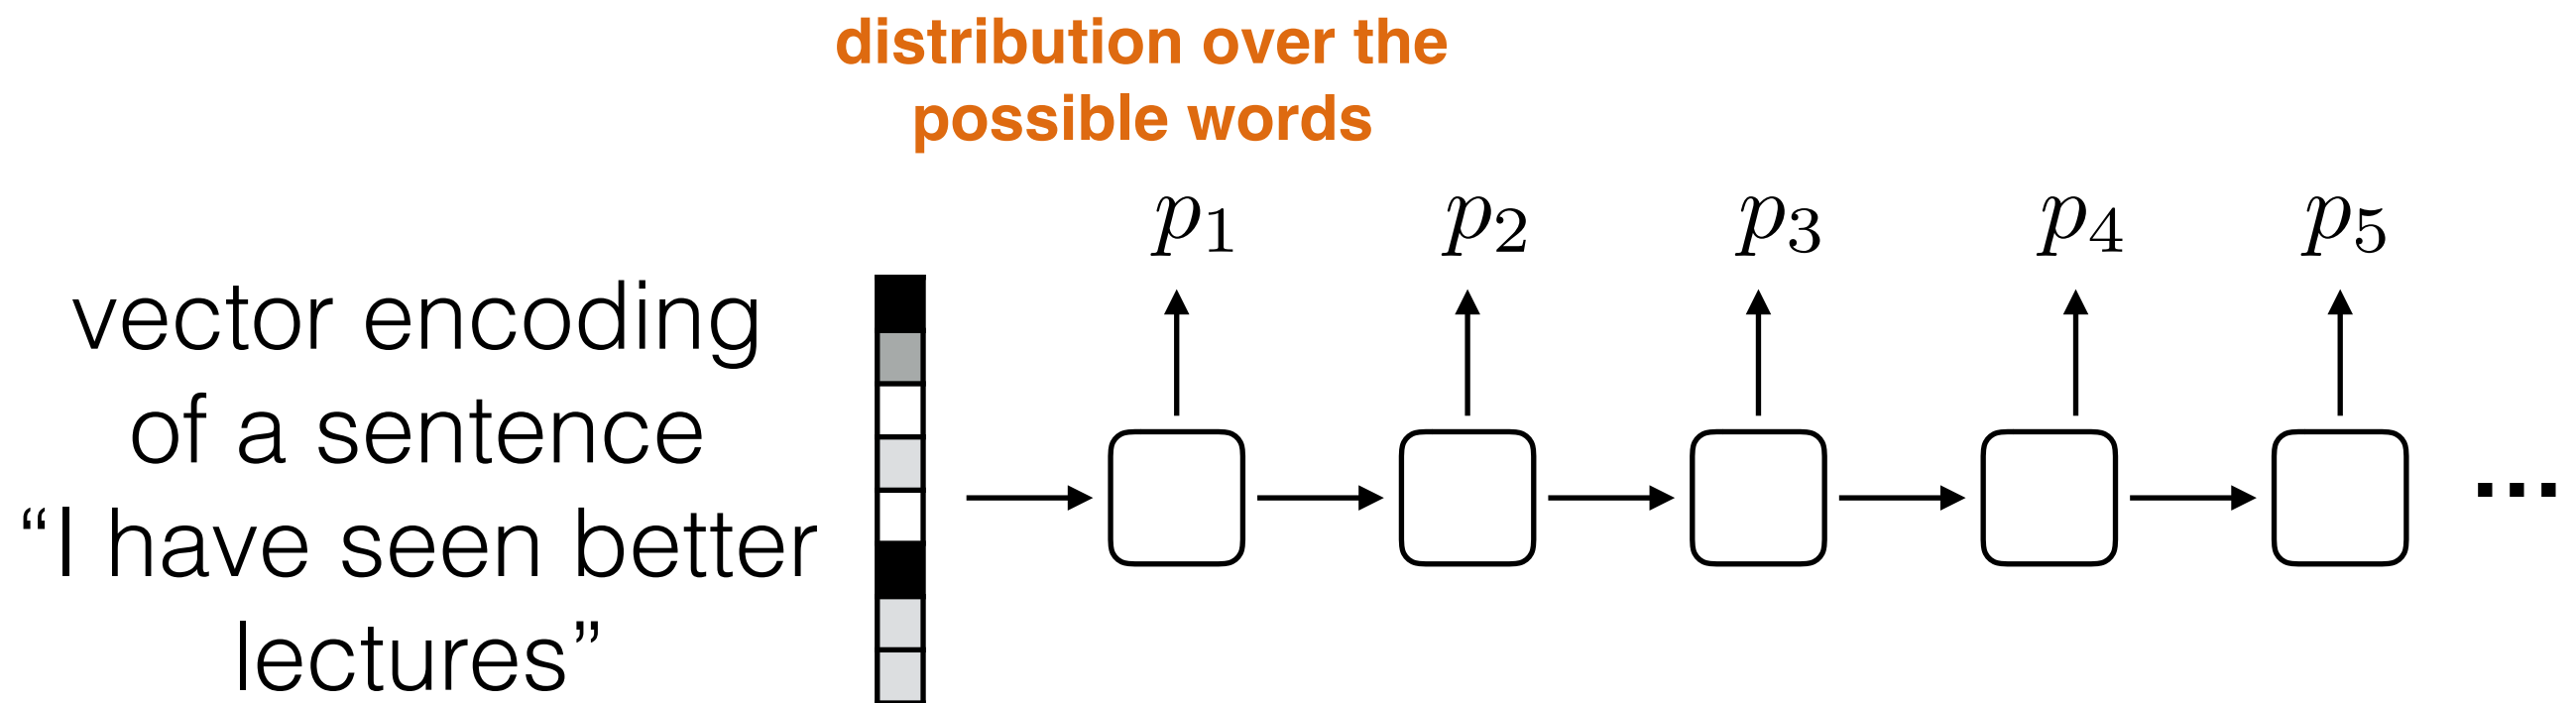 distribution over the
possible words
p₁ p₂ p₃ p₄ p₅
vector encoding
of a sentence
“I have seen better
lectures”
...